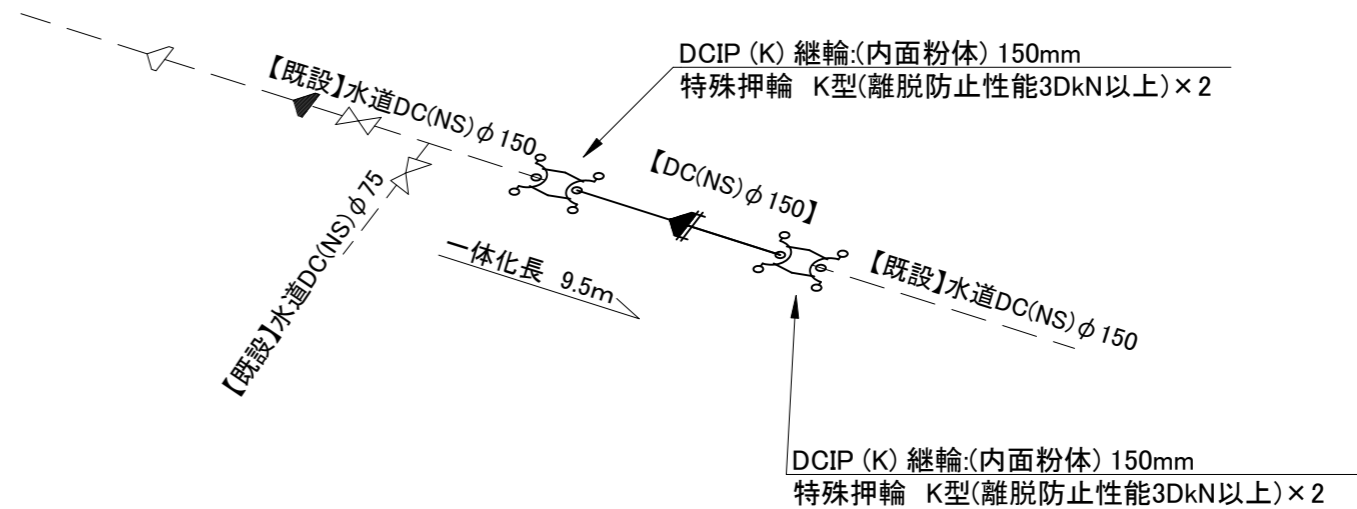 DCIP (K) 継輪:(内面粉体) 150mm
特殊押輪 K型(離脱防止性能3DkN以上)×2
【既設】水道DC(NS)φ150
【DC(NS)φ150】
【既設】水道DC(NS)φ75
一体化長 9.5m
【既設】水道DC(NS)φ150
DCIP (K) 継輪:(内面粉体) 150mm
特殊押輪 K型(離脱防止性能3DkN以上)×2